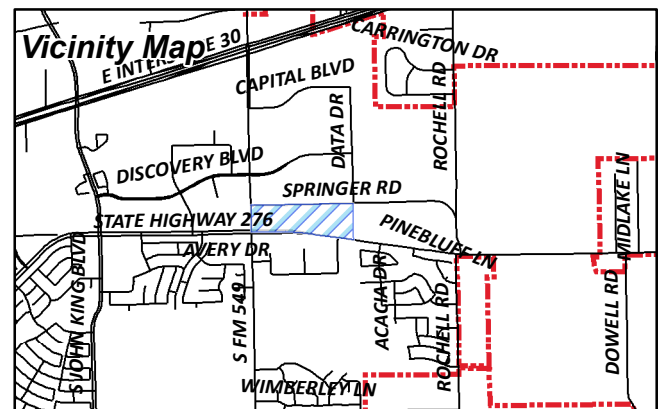 Vicinity Map
E INTERSTATE 30
CARRINGTON DR
CAPITAL BLVD
ROCHELL RD
DATA DR
DISCOVERY BLVD
SPRINGER RD
MIDLAKE LN
STATE HIGHWAY 276
PINEBLUFF LN
AVERY DR
S JOHN KING BLVD
S FM 549
ACACIA DR
ROCHELL RD
DOWELL RD
WIMBERLEY LN